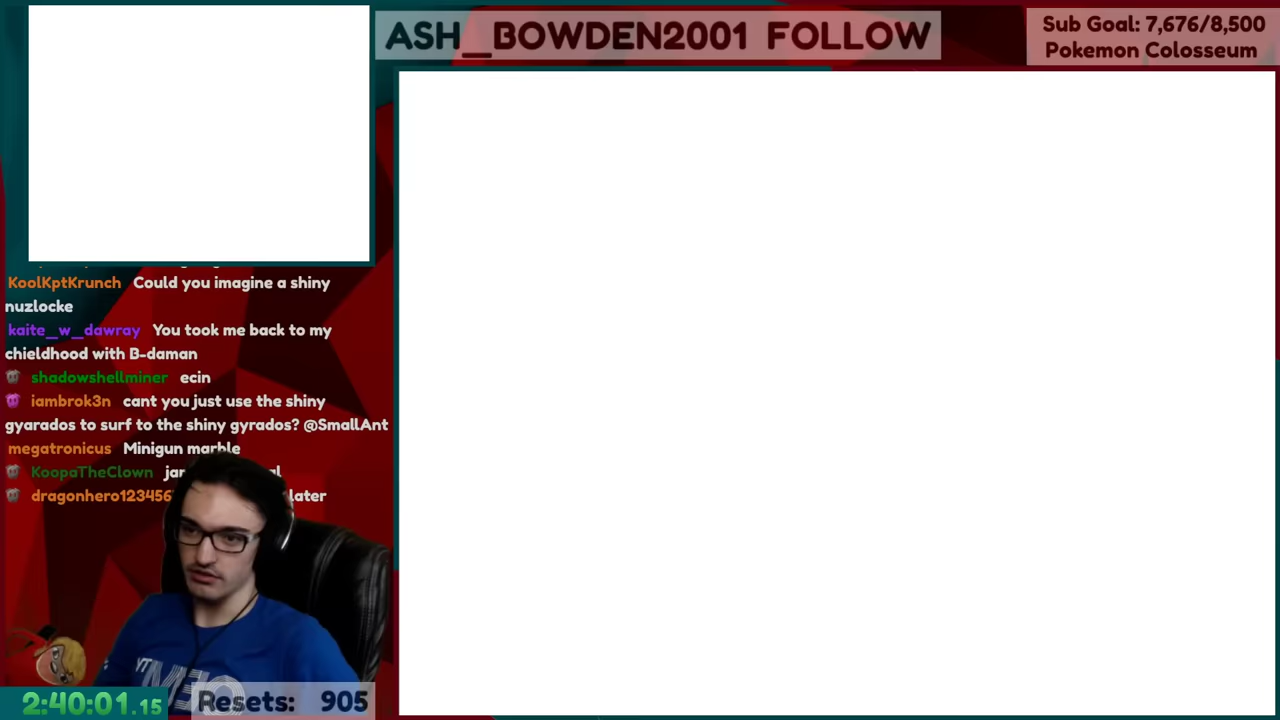 ASH_BOWDEN2001 FOLLOW
Sub Goal: 7,676/8,500
Pokemon Colosseum
KoolKptKrunch Could you imagine a shiny
nuzlocke
kaite_w_dawray You took me back to my
chieldhood with B-daman
shadowshellminer ecin
iambrok3n cant you just use the shiny
gyarados to surf to the shiny gyrados? @SmallAnt
megatronicus Minigun marble
KoopaTheClown
later
YT
2:40:01.15
Resets: 905